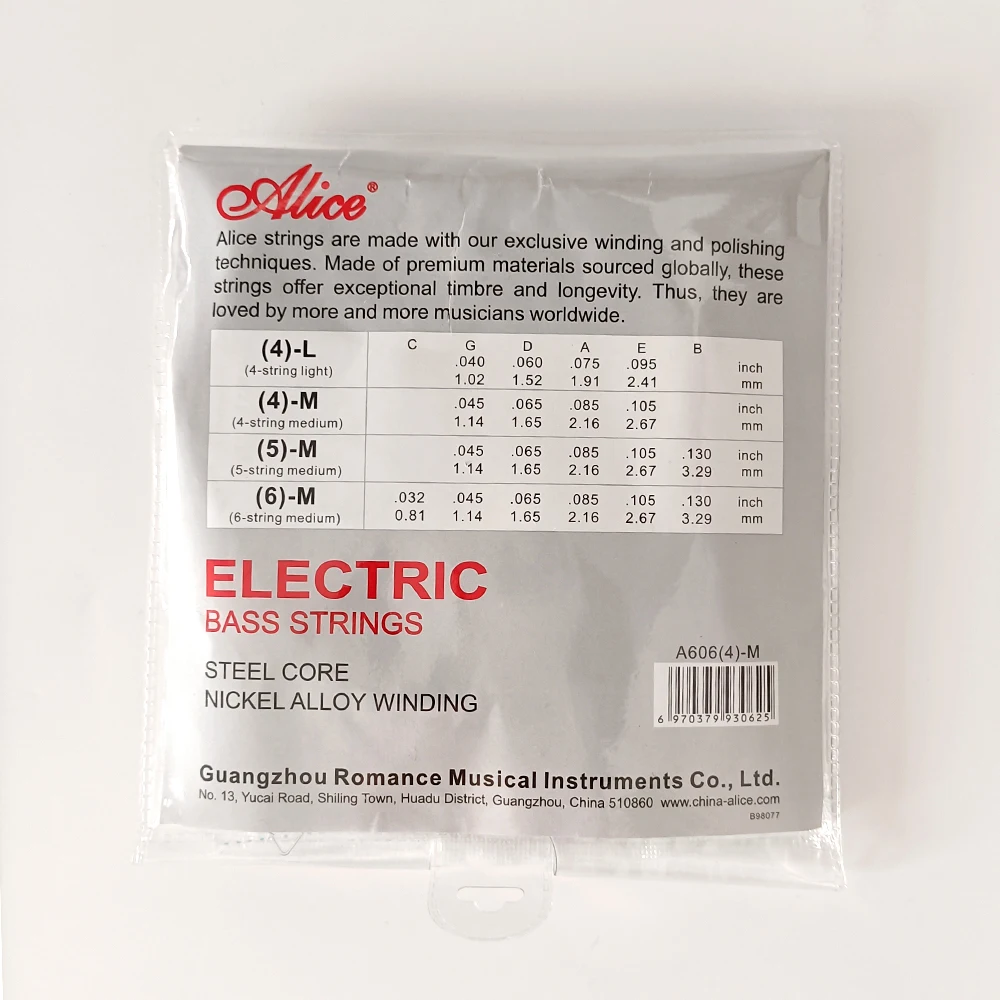 Alice®
Alice strings are made with our exclusive winding and polishing
techniques. Made of premium materials sourced globally, these
strings offer exceptional timbre and longevity. Thus, they are
loved by more and more musicians worldwide.
(4)-L C G D A E B
.040 .060 .075 .095 inch
(4-string light) 1.02 1.52 1.91 2.41 mm
(4)-M .045 .065 .085 .105 inch
(4-string medium) 1.14 1.65 2.16 2.67 mm
(5)-M .045 .065 .085 .105 .130 inch
(5-string medium) 1.14 1.65 2.16 2.67 3.29 mm
(6)-M .032 .045 .065 .085 .105 .130 inch
(6-string medium) 0.81 1.14 1.65 2.16 2.67 3.29 mm
ELECTRIC
BASS STRINGS
STEEL CORE
NICKEL ALLOY WINDING
A606(4)-M
6 970379 930625
Guangzhou Romance Musical Instruments Co., Ltd.
No. 13, Yucai Road, Shiling Town, Huadu District, Guangzhou, China 510860 www.china-alice.com
B98077